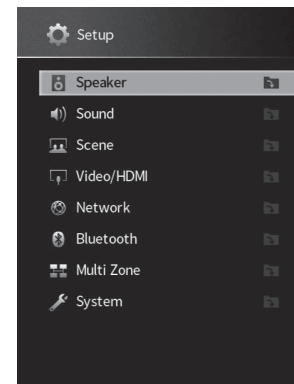 Setup
Speaker
Sound
Scene
Video/HDMI
Network
Bluetooth
Multi Zone
System